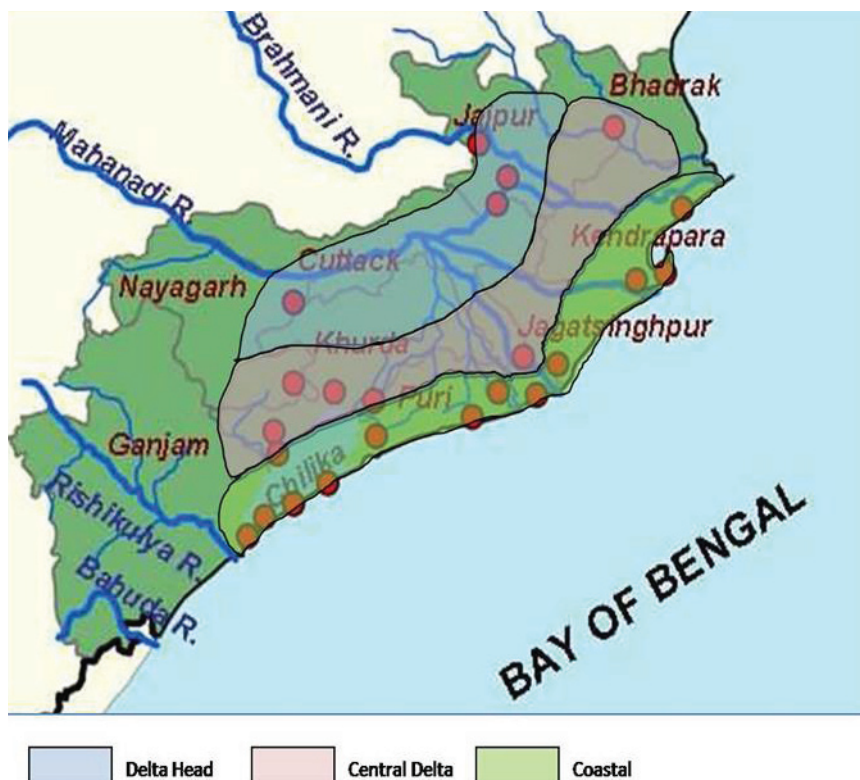 Brahmani R.
Bhadrak
Jajpur
Mahanadi R.
Kendrapara
Cuttack
Nayagarh
Jagatsinghpur
Khurda
Puri
Ganjam
Chilika
Rishikulya R.
Bahuda R.
BAY OF BENGAL
Delta Head
Central Delta
Coastal